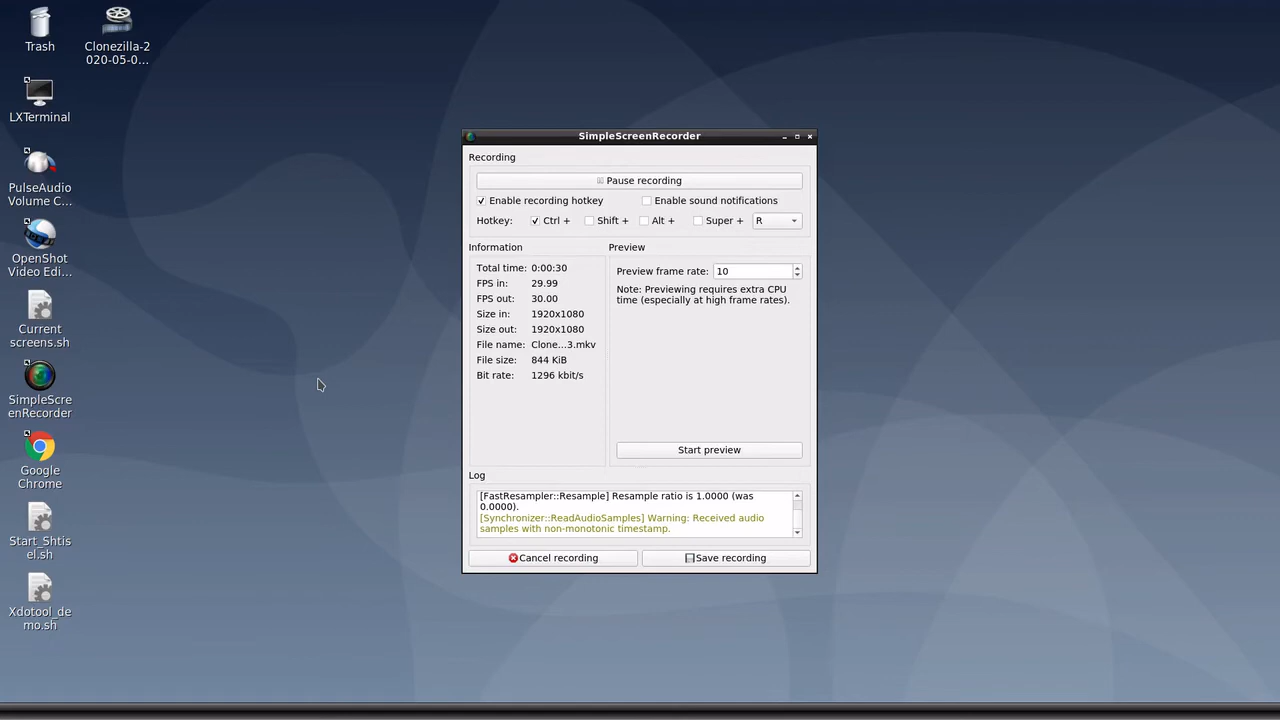 Trash
Clonezilla-2
020-05-0...
LXTerminal
PulseAudio
Volume C...
OpenShot
Video Edi...
Current
screens.sh
SimpleScre
enRecorder
Google
Chrome
Start_Shtis
el.sh
Xdotool_de
mo.sh
SimpleScreenRecorder
Recording
Pause recording
Enable recording hotkey
Enable sound notifications
Hotkey: Ctrl + Shift + Alt + Super + R
Information
Total time: 0:00:30
FPS in: 29.99
FPS out: 30.00
Size in: 1920x1080
Size out: 1920x1080
File name: Clone...3.mkv
File size: 844 KiB
Bit rate: 1296 kbit/s
Preview
Preview frame rate: 10
Note: Previewing requires extra CPU
time (especially at high frame rates).
Start preview
Log
[FastResampler::Resample] Resample ratio is 1.0000 (was
0.0000).
[Synchronizer::ReadAudioSamples] Warning: Received audio
samples with non-monotonic timestamp.
Cancel recording
Save recording